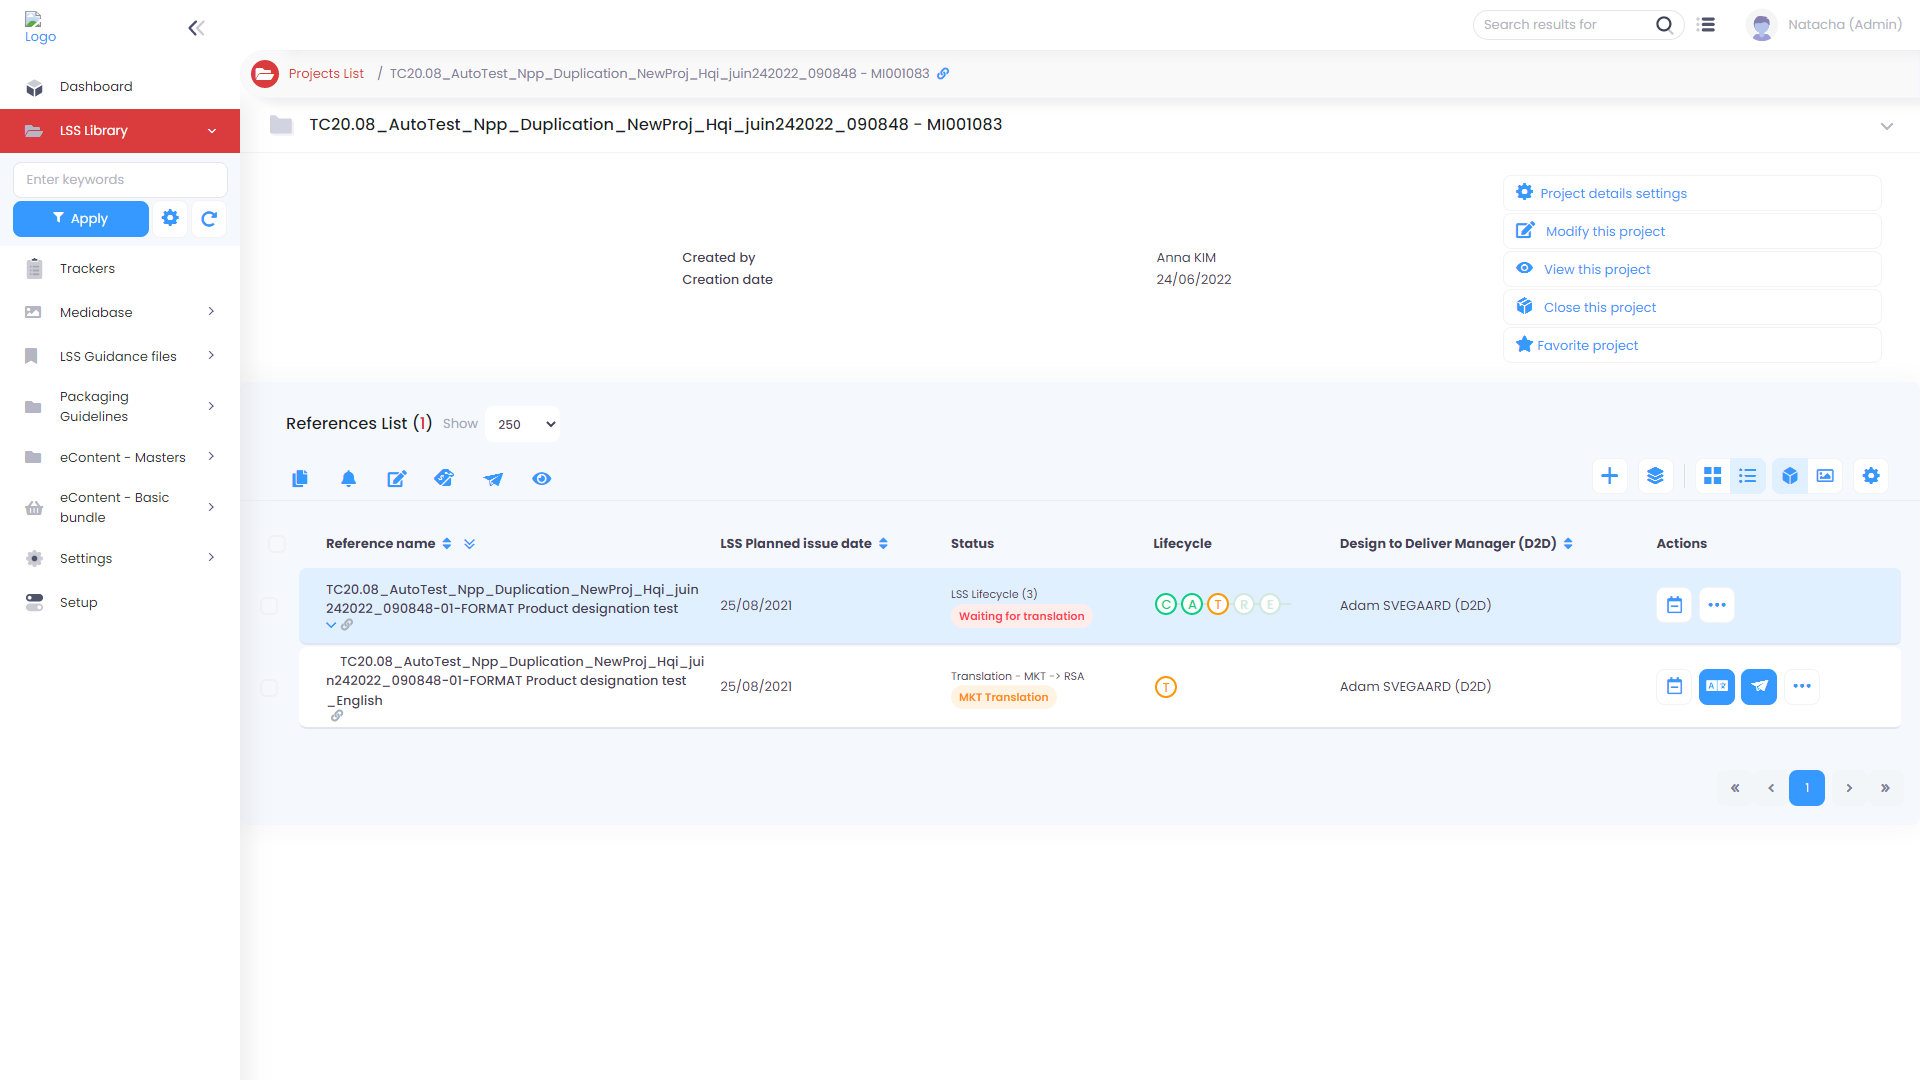 Logo
Search results for
Natacha (Admin)
Projects List / TC20.08_AutoTest_Npp_Duplication_NewProj_Hqi_juin242022_090848 - MI001083
Dashboard
LSS Library
Enter keywords
Apply
Trackers
Mediabase
LSS Guidance files
Packaging
Guidelines
eContent - Masters
eContent - Basic
bundle
Settings
Setup
TC20.08_AutoTest_Npp_Duplication_NewProj_Hqi_juin242022_090848 - MI001083
Created by Anna KIM
Creation date 24/06/2022
Project details settings
Modify this project
View this project
Close this project
Favorite project
References List (1) Show 250
Reference name LSS Planned issue date Status Lifecycle Design to Deliver Manager (D2D) Actions
TC20.08_AutoTest_Npp_Duplication_NewProj_Hqi_juin
242022_090848-01-FORMAT Product designation test
25/08/2021
LSS Lifecycle (3)
Waiting for translation
C A T R E
Adam SVEGAARD (D2D)
TC20.08_AutoTest_Npp_Duplication_NewProj_Hqi_jui
n242022_090848-01-FORMAT Product designation test
_English
25/08/2021
Translation - MKT -> RSA
MKT Translation
T
Adam SVEGAARD (D2D)
« ‹ 1 › »